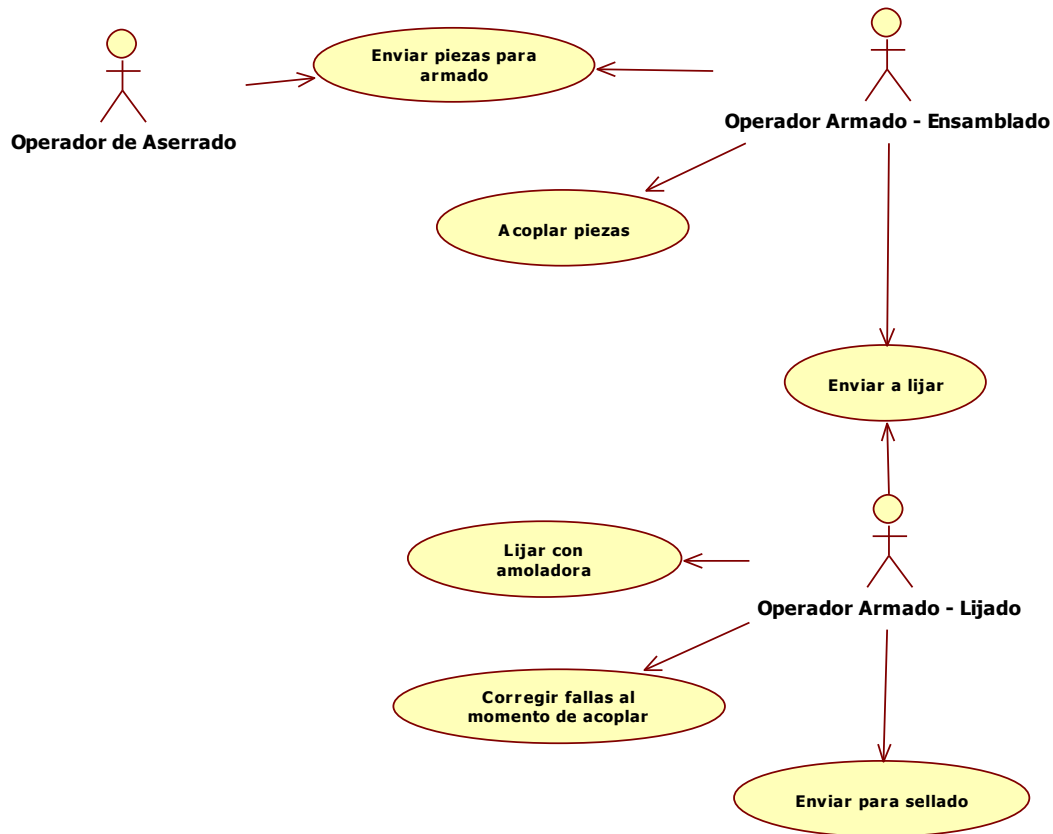 Enviar piezas para
armado
Operador de Aserrado
Operador Armado - Ensamblado
Acoplar piezas
Enviar a lijar
Lijar con
amoladora
Operador Armado - Lijado
Corregir fallas al
momento de acoplar
Enviar para sellado